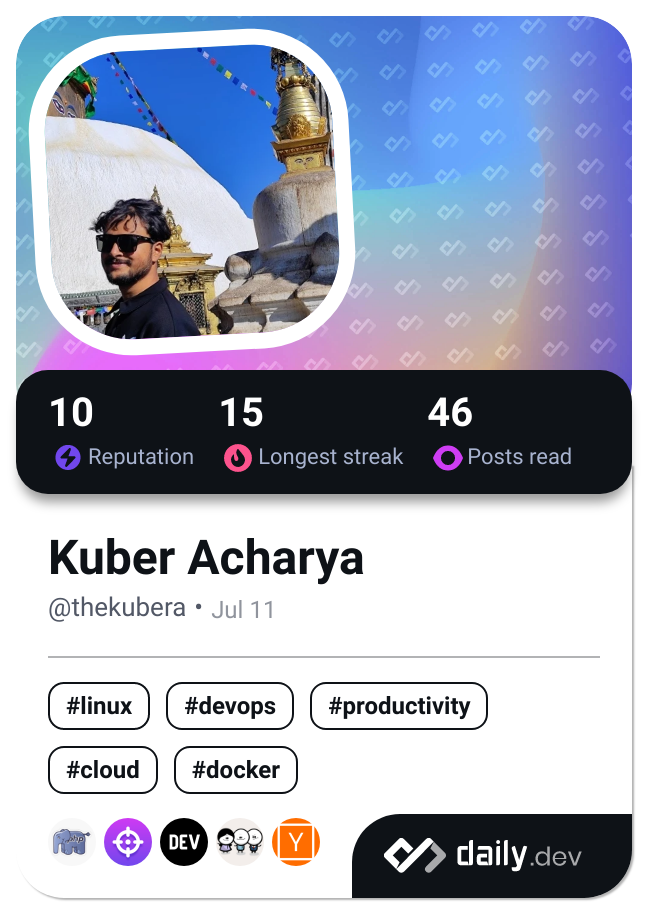 10 15 46
Reputation Longest streak Posts read
Kuber Acharya
@thekubera • Jul 11
#linux #devops #productivity
#cloud #docker
php DEV Y
daily.dev